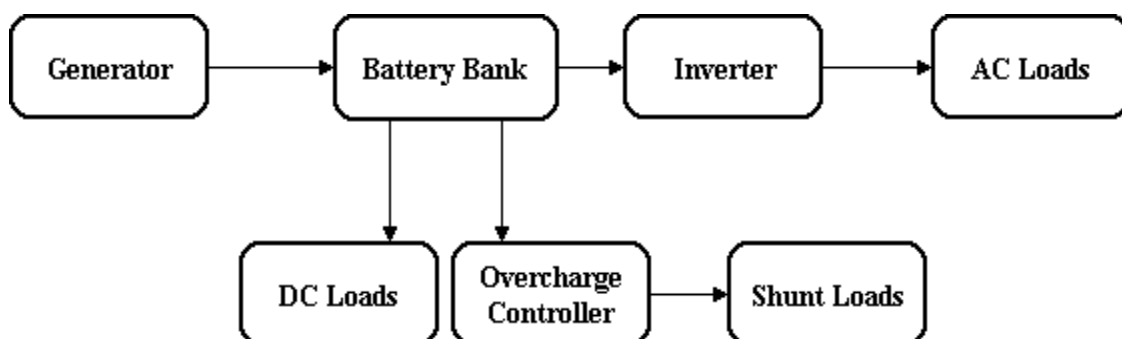 Generator
Battery Bank
Inverter
AC Loads
DC Loads
Overcharge
Controller
Shunt Loads